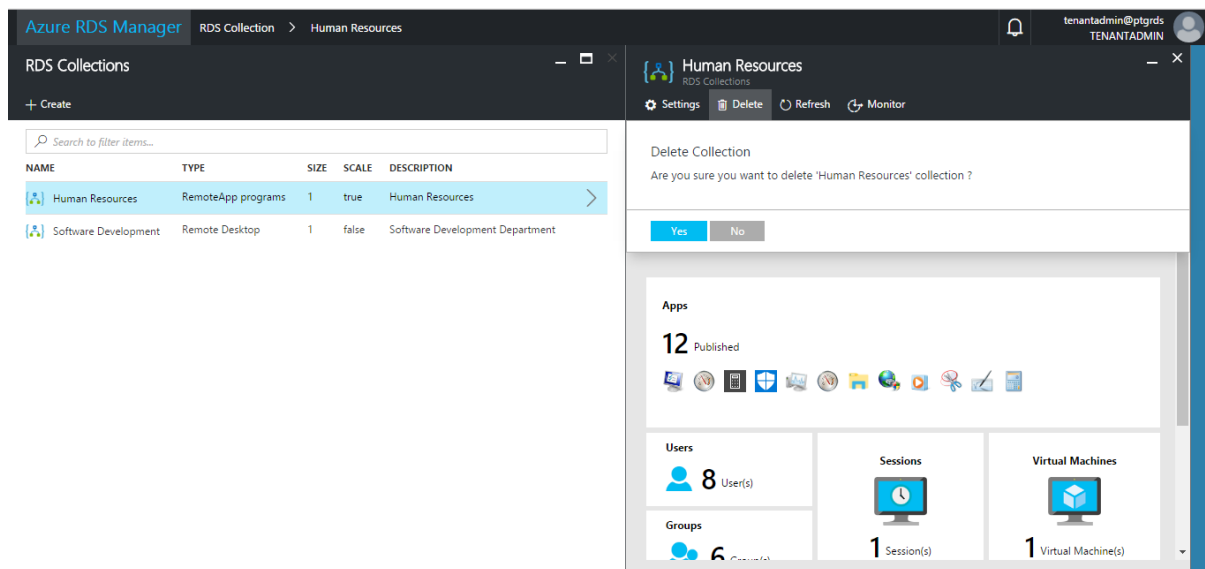 Azure RDS Manager RDS Collection > Human Resources
tenantadmin@ptgrds
TENANTADMIN
RDS Collections
+ Create
Search to filter items...
NAME TYPE SIZE SCALE DESCRIPTION
Human Resources RemoteApp programs 1 true Human Resources
Software Development Remote Desktop 1 false Software Development Department
Human Resources
RDS Collections
Settings Delete Refresh Monitor
Delete Collection
Are you sure you want to delete 'Human Resources' collection ?
Yes No
Apps
12 Published
Users
8 User(s)
Groups
6 Group(s)
Sessions
1 Session(s)
Virtual Machines
1 Virtual Machine(s)